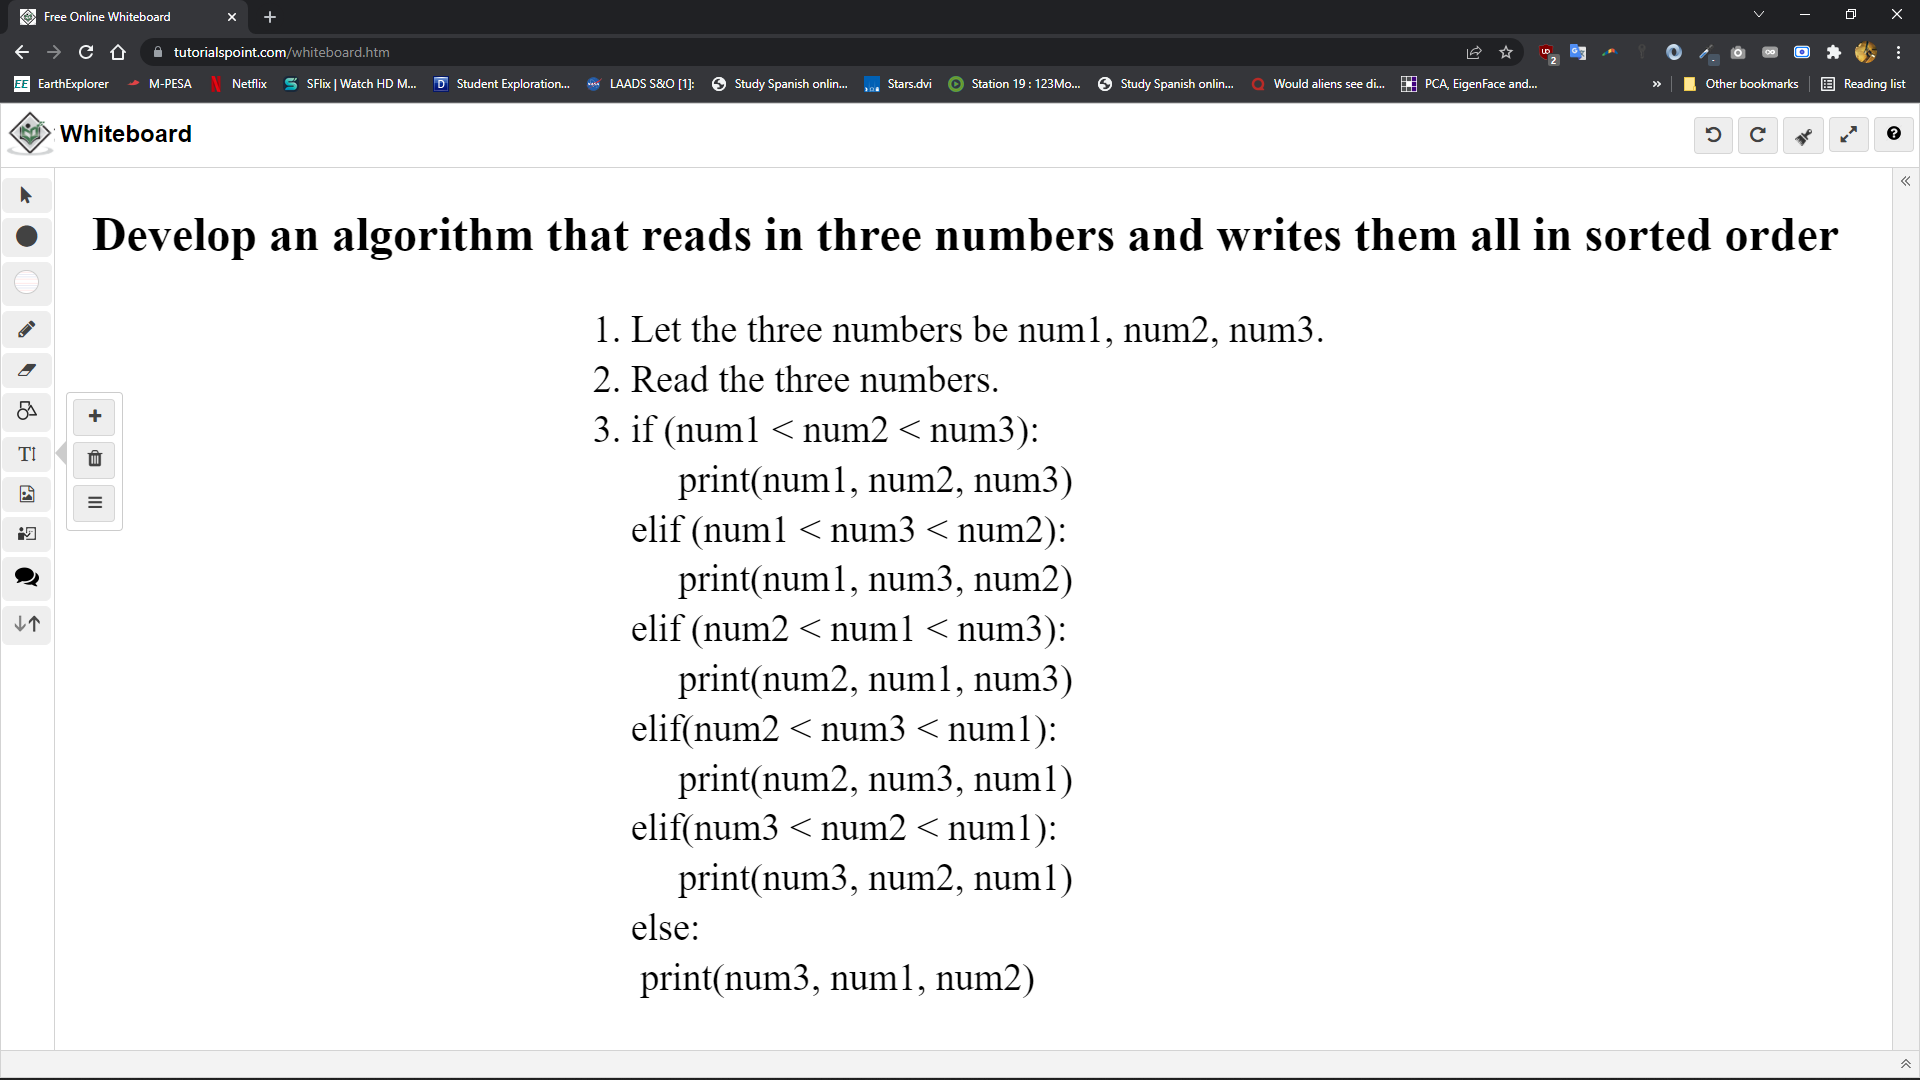 Free Online Whiteboard
tutorialspoint.com/whiteboard.htm
2
EE EarthExplorer
M-PESA
N Netflix
S SFlix | Watch HD M...
D Student Exploration...
LAADS S&O [1]:
Study Spanish onlin...
Stars.dvi
Station 19 : 123Mo...
Study Spanish onlin...
Would aliens see di...
PCA, EigenFace and...
»
Other bookmarks
Reading list
Whiteboard
Develop an algorithm that reads in three numbers and writes them all in sorted order
1. Let the three numbers be num1, num2, num3.
2. Read the three numbers.
3. if (num1 < num2 < num3):
print(num1, num2, num3)
elif (num1 < num3 < num2):
print(num1, num3, num2)
elif (num2 < num1 < num3):
print(num2, num1, num3)
elif(num2 < num3 < num1):
print(num2, num3, num1)
elif(num3 < num2 < num1):
print(num3, num2, num1)
else:
print(num3, num1, num2)